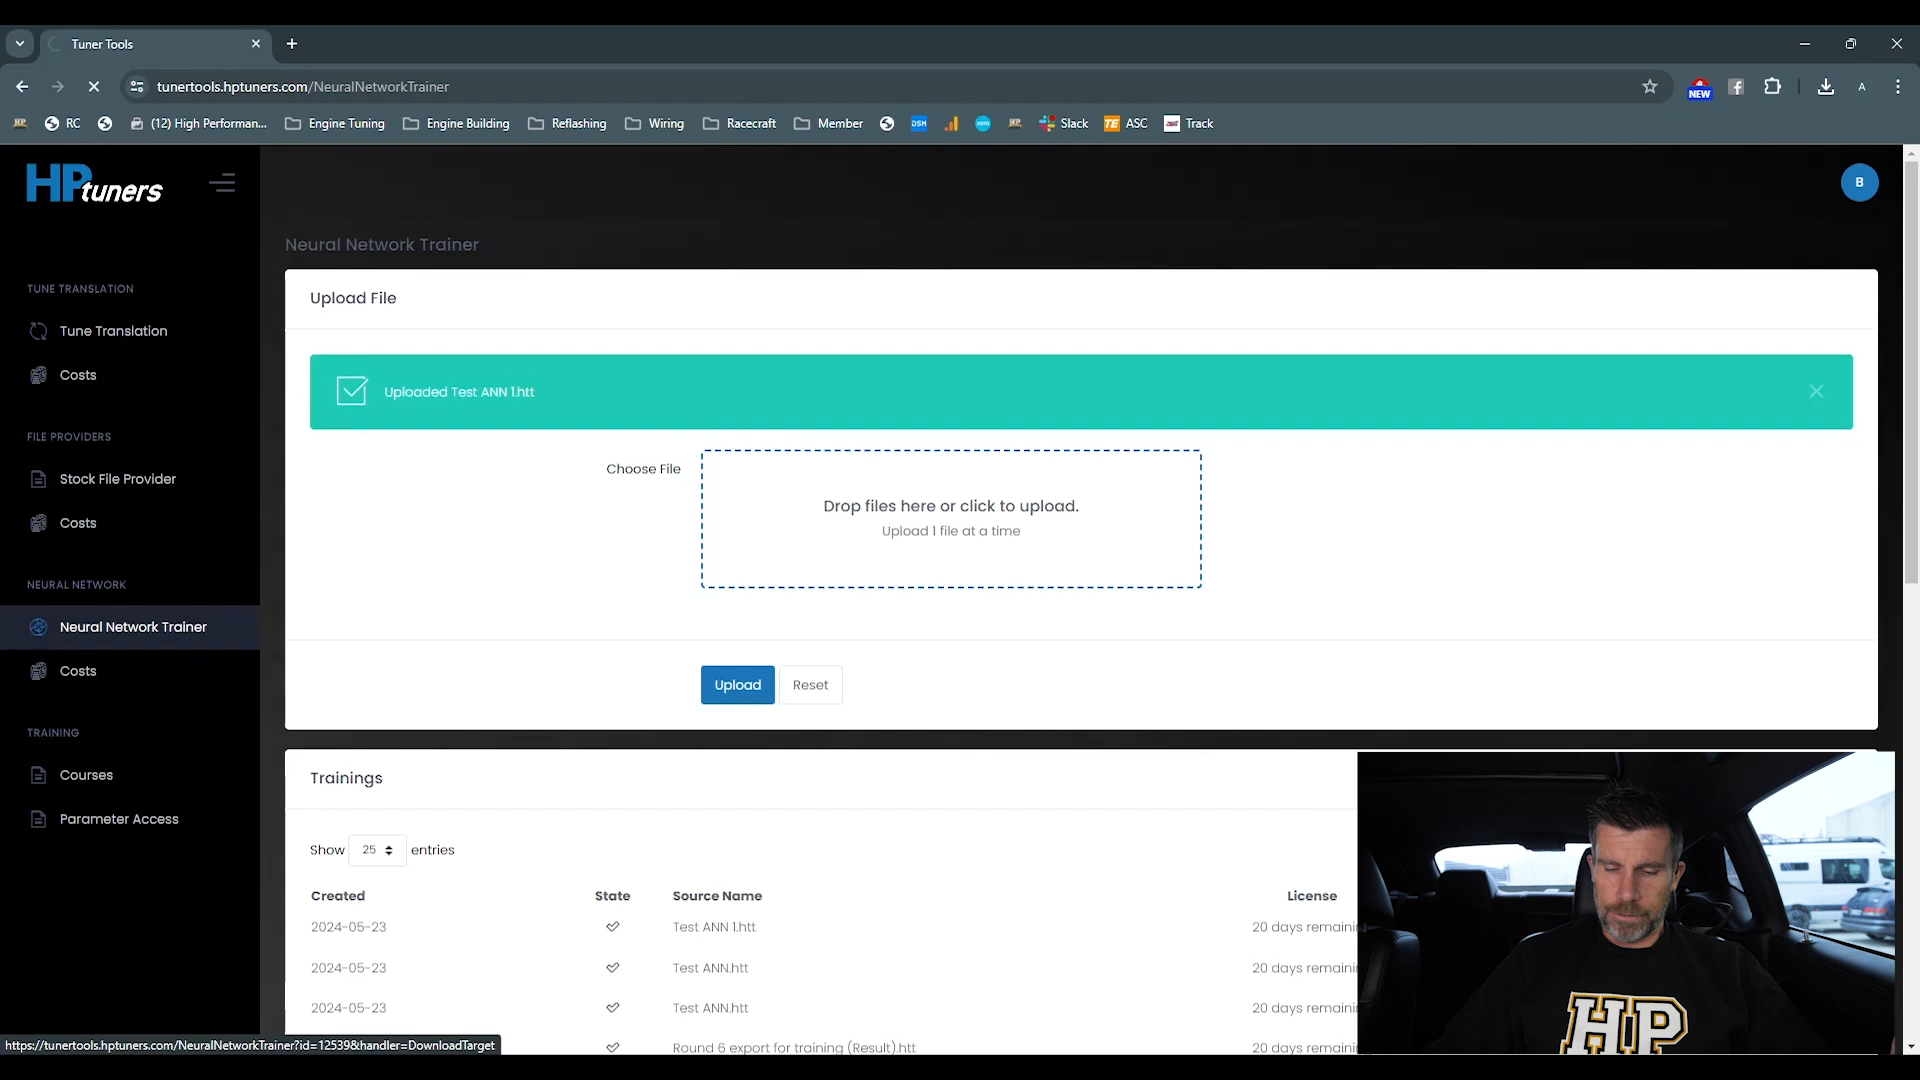 Tuner Tools
tunertools.hptuners.com/NeuralNetworkTrainer
NEW
A
RC
(12) High Performan...
Engine Tuning
Engine Building
Reflashing
Wiring
Racecraft
Member
Slack
TE ASC
Track
HPtuners
B
Neural Network Trainer
TUNE TRANSLATION
Tune Translation
Costs
FILE PROVIDERS
Stock File Provider
Costs
NEURAL NETWORK
Neural Network Trainer
Costs
TRAINING
Courses
Parameter Access
Upload File
Uploaded Test ANN 1.htt
Choose File
Drop files here or click to upload.
Upload 1 file at a time
Upload
Reset
Trainings
Show 25 entries
Created State Source Name License
2024-05-23 Test ANN 1.htt 20 days remaini
2024-05-23 Test ANN.htt 20 days remaini
2024-05-23 Test ANN.htt 20 days remaini
Round 6 export for training (Result).htt 20 days remaini
https://tunertools.hptuners.com/NeuralNetworkTrainer?id=12539&handler=DownloadTarget
HP